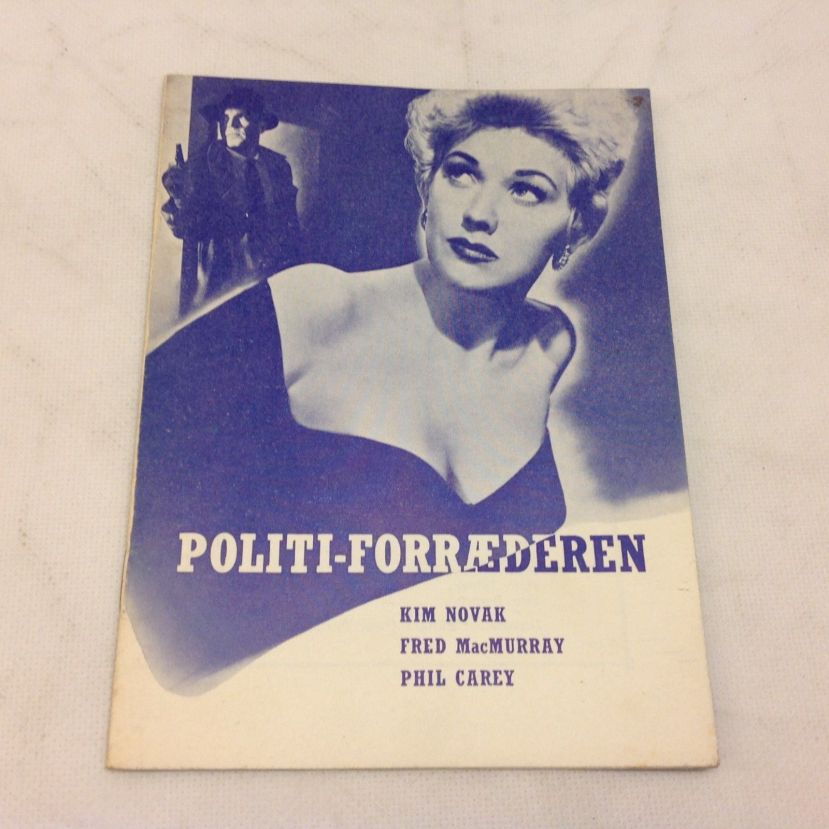 POLITI-FORRÆDEREN
KIM NOVAK
FRED MacMURRAY
PHIL CAREY